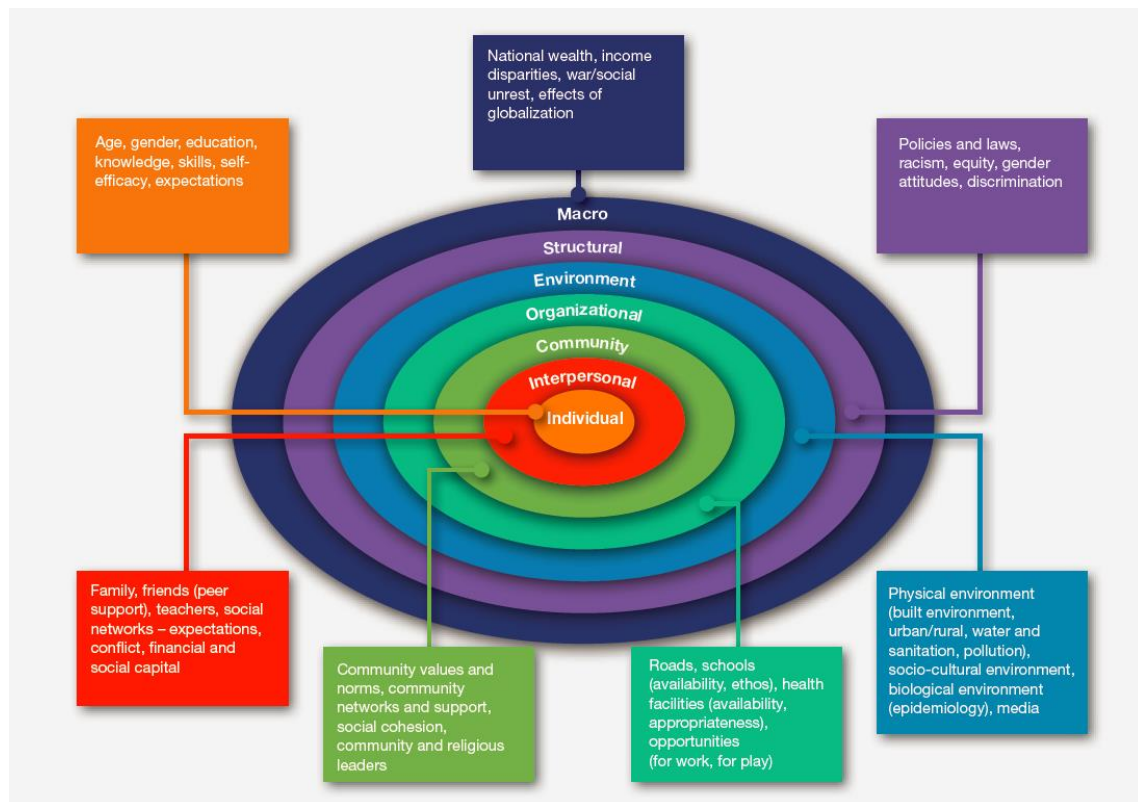 National wealth, income
disparities, war/social
unrest, effects of
globalization
Age, gender, education,
knowledge, skills, self-
efficacy, expectations
Policies and laws,
racism, equity, gender
attitudes, discrimination
Macro
Structural
Environment
Organizational
Community
Interpersonal
Individual
Family, friends (peer
support), teachers, social
networks – expectations,
conflict, financial and
social capital
Community values and
norms, community
networks and support,
social cohesion,
community and religious
leaders
Roads, schools
(availability, ethos), health
facilities (availability,
appropriateness),
opportunities
(for work, for play)
Physical environment
(built environment,
urban/rural, water and
sanitation, pollution),
socio-cultural environment,
biological environment
(epidemiology), media